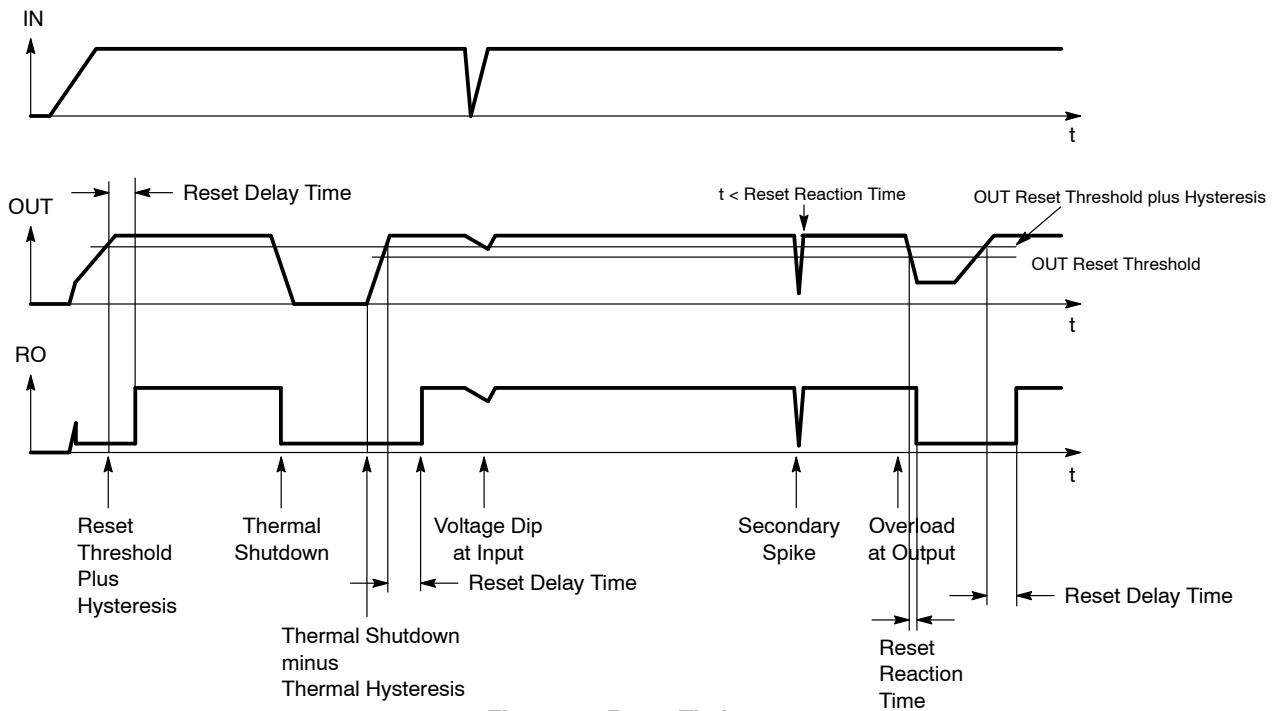 IN
t
Reset Delay Time
t < Reset Reaction Time
OUT Reset Threshold plus Hysteresis
OUT
OUT Reset Threshold
t
RO
t
Reset
Threshold
Plus
Hysteresis
Thermal
Shutdown
Voltage Dip
at Input
Secondary
Spike
Overload
at Output
Reset Delay Time
Reset Delay Time
Thermal Shutdown
minus
Thermal Hysteresis
Reset
Reaction
Time